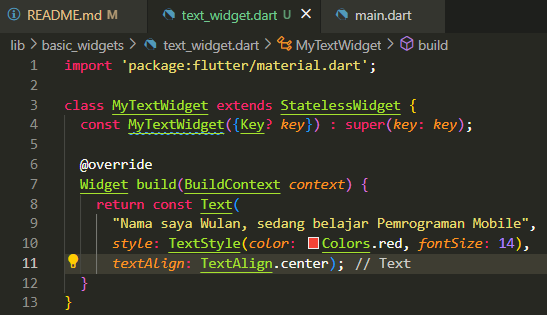 README.md M text_widget.dart U × main.dart
lib > basic_widgets > text_widget.dart > MyTextWidget > build
1 import 'package:flutter/material.dart';
2
3 class MyTextWidget extends StatelessWidget {
4 const MyTextWidget({Key? key}) : super(key: key);
5
6 @override
7 Widget build(BuildContext context) {
8 return const Text(
9 "Nama saya Wulan, sedang belajar Pemrograman Mobile",
10 style: TextStyle(color: Colors.red, fontSize: 14),
11 textAlign: TextAlign.center); // Text
12 }
13 }